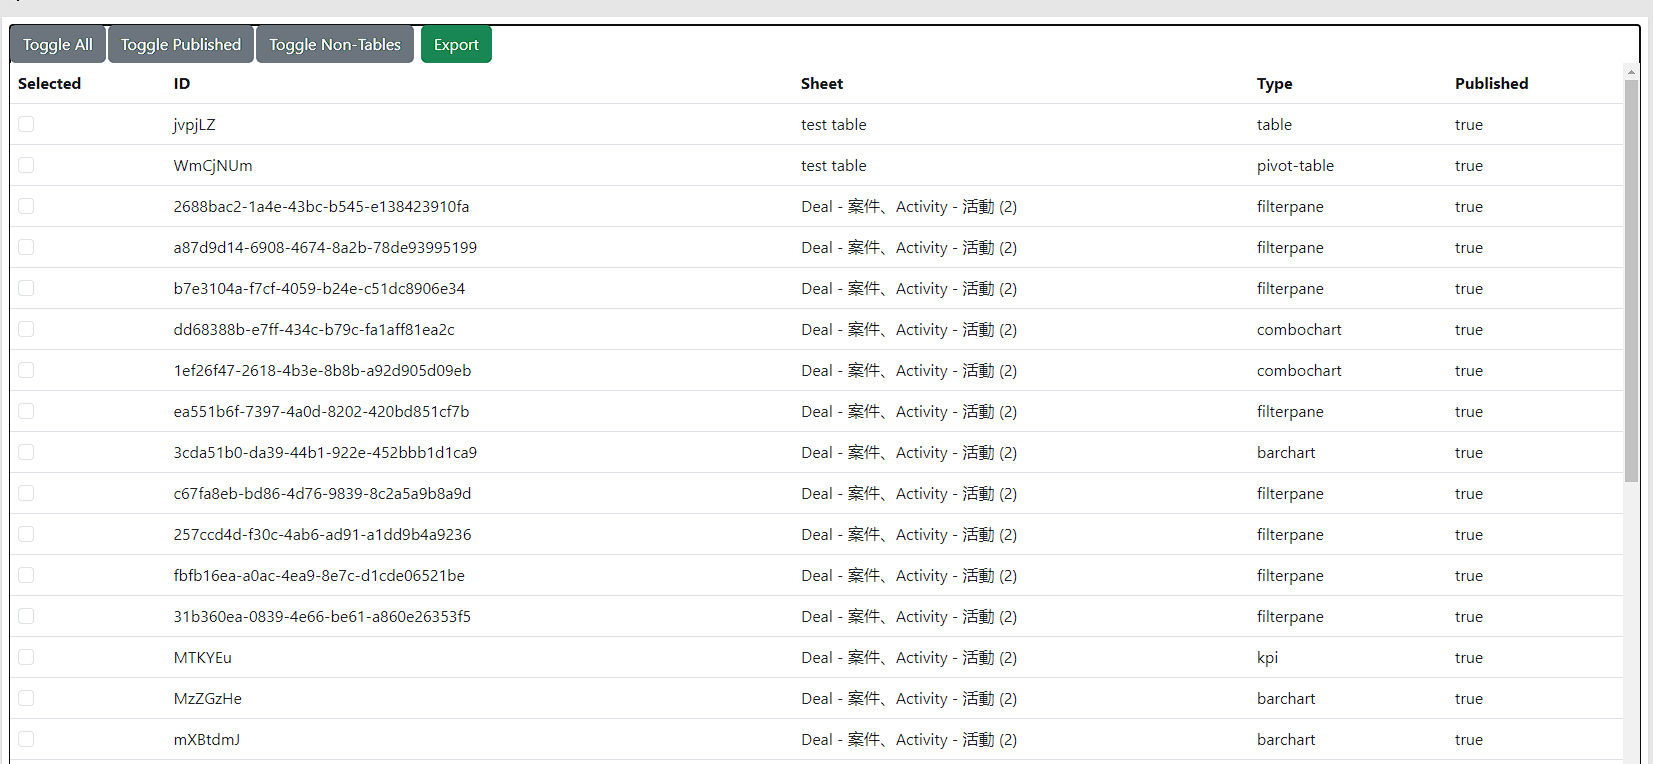 Toggle All Toggle Published Toggle Non-Tables Export
Selected ID Sheet Type Published
jvpjLZ test table table true
WmCjNUm test table pivot-table true
2688bac2-1a4e-43bc-b545-e138423910fa Deal - 案件、Activity - 活動 (2) filterpane true
a87d9d14-6908-4674-8a2b-78de93995199 Deal - 案件、Activity - 活動 (2) filterpane true
b7e3104a-f7cf-4059-b24e-c51dc8906e34 Deal - 案件、Activity - 活動 (2) filterpane true
dd68388b-e7ff-434c-b79c-fa1aff81ea2c Deal - 案件、Activity - 活動 (2) combochart true
1ef26f47-2618-4b3e-8b8b-a92d905d09eb Deal - 案件、Activity - 活動 (2) combochart true
ea551b6f-7397-4a0d-8202-420bd851cf7b Deal - 案件、Activity - 活動 (2) filterpane true
3cda51b0-da39-44b1-922e-452bbb1d1ca9 Deal - 案件、Activity - 活動 (2) barchart true
c67fa8eb-bd86-4d76-9839-8c2a5a9b8a9d Deal - 案件、Activity - 活動 (2) filterpane true
257ccd4d-f30c-4ab6-ad91-a1dd9b4a9236 Deal - 案件、Activity - 活動 (2) filterpane true
fbfb16ea-a0ac-4ea9-8e7c-d1cde06521be Deal - 案件、Activity - 活動 (2) filterpane true
31b360ea-0839-4e66-be61-a860e26353f5 Deal - 案件、Activity - 活動 (2) filterpane true
MTKYEu Deal - 案件、Activity - 活動 (2) kpi true
MzZGzHe Deal - 案件、Activity - 活動 (2) barchart true
mXBtdmJ Deal - 案件、Activity - 活動 (2) barchart true